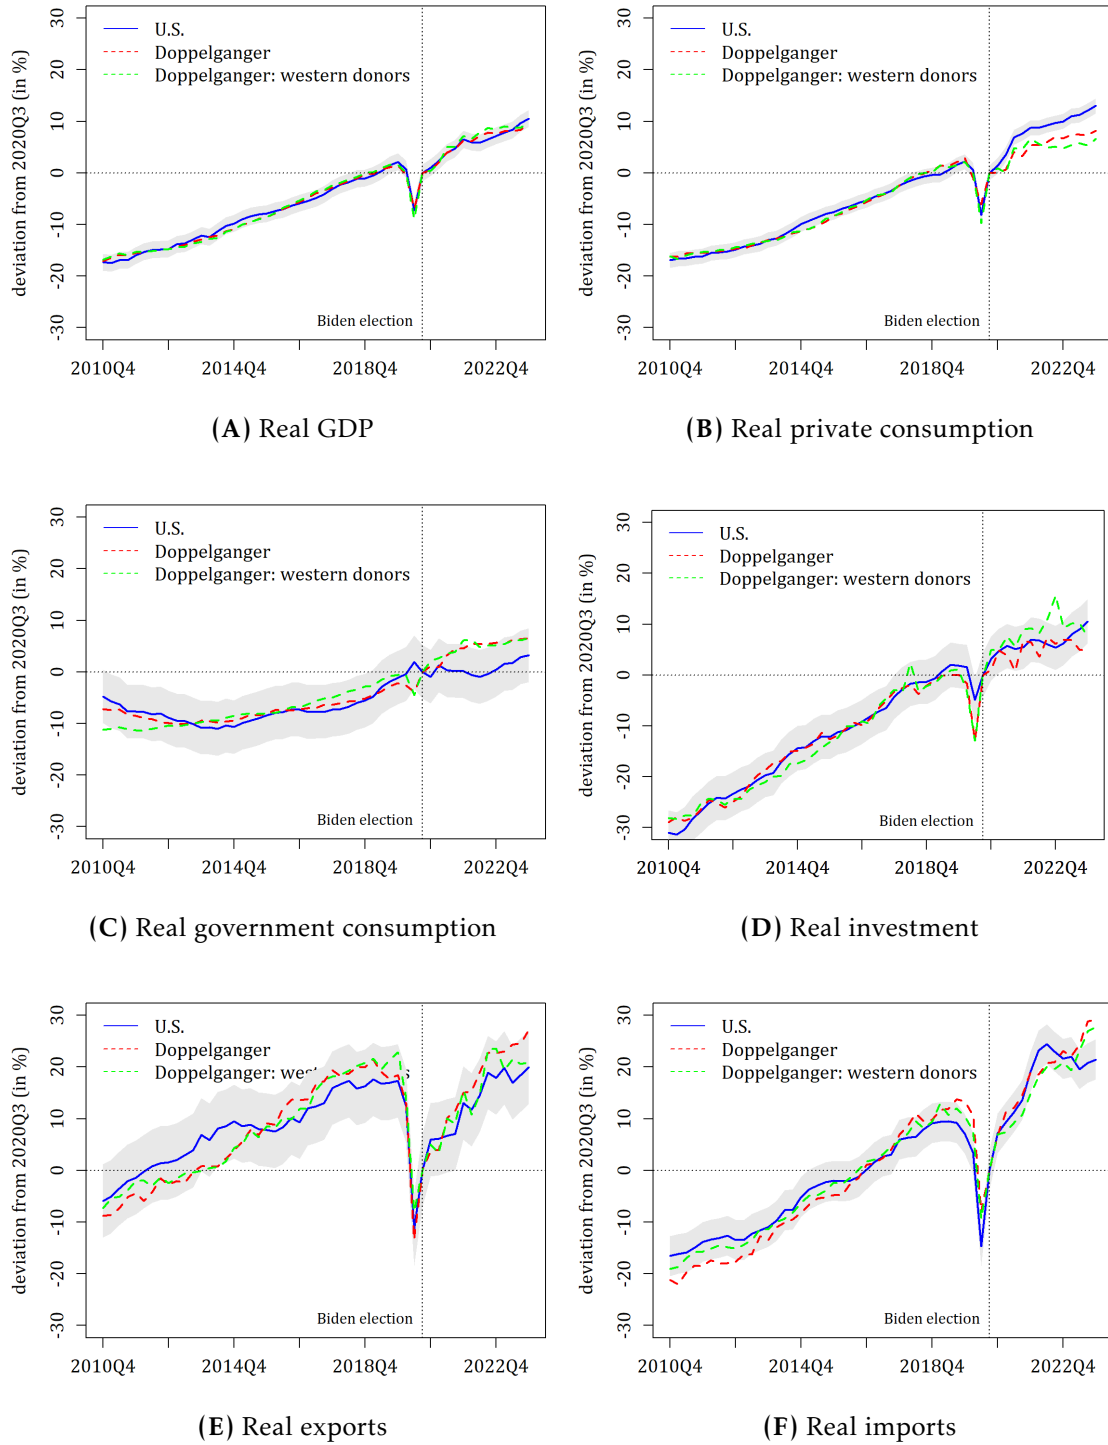 deviation from 2020Q3 (in %)
30
20
10
0
-10
-20
-30
U.S.
Doppelganger
Doppelganger: western donors
Biden election
2010Q4 2014Q4 2018Q4 2022Q4
(A) Real GDP
deviation from 2020Q3 (in %)
30
20
10
0
-10
-20
-30
U.S.
Doppelganger
Doppelganger: western donors
Biden election
2010Q4 2014Q4 2018Q4 2022Q4
(B) Real private consumption
deviation from 2020Q3 (in %)
30
20
10
0
-10
-20
-30
U.S.
Doppelganger
Doppelganger: western donors
Biden election
2010Q4 2014Q4 2018Q4 2022Q4
(C) Real government consumption
deviation from 2020Q3 (in %)
30
20
10
0
-10
-20
-30
U.S.
Doppelganger
Doppelganger: western donors
Biden election
2010Q4 2014Q4 2018Q4 2022Q4
(D) Real investment
deviation from 2020Q3 (in %)
30
20
10
0
-10
-20
-30
U.S.
Doppelganger
Doppelganger:
Biden election
2010Q4 2014Q4 2018Q4 2022Q4
(E) Real exports
deviation from 2020Q3 (in %)
30
20
10
0
-10
-20
-30
U.S.
Doppelganger
Doppelganger: western donors
Biden election
2010Q4 2014Q4 2018Q4 2022Q4
(F) Real imports